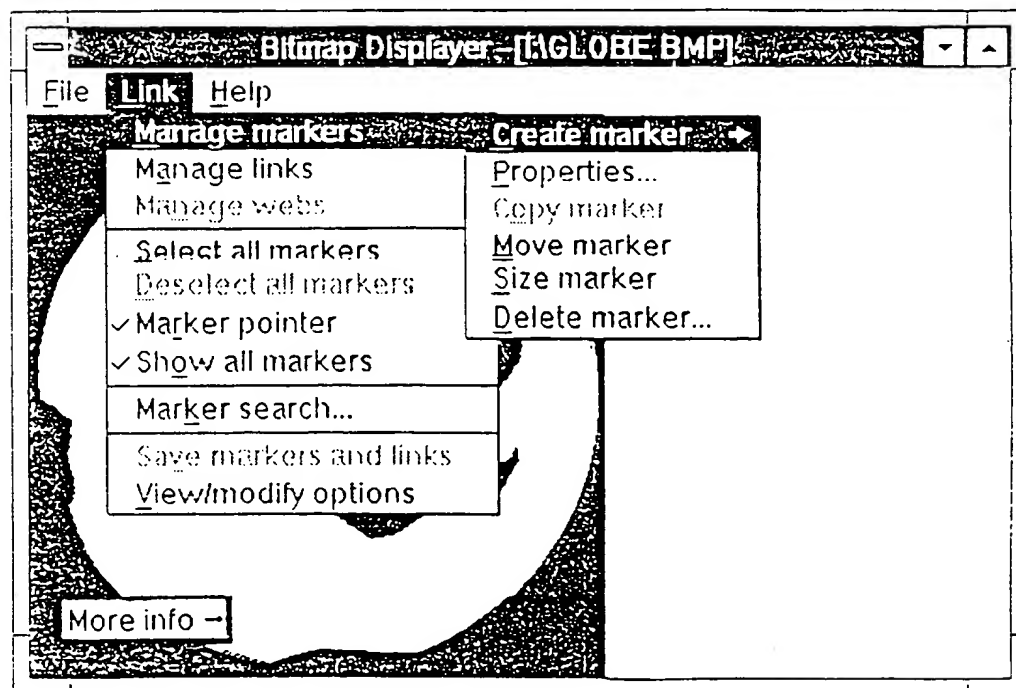 Bitmap Displayer - [I:\GLOBE BMP]
File Link Help
Manage markers
Manage links
Manage webs
Select all markers
Deselect all markers
✓ Marker pointer
✓ Show all markers
Marker search...
Save markers and links
View/modify options
Create marker →
Properties...
Copy marker
Move marker
Size marker
Delete marker...
More info →